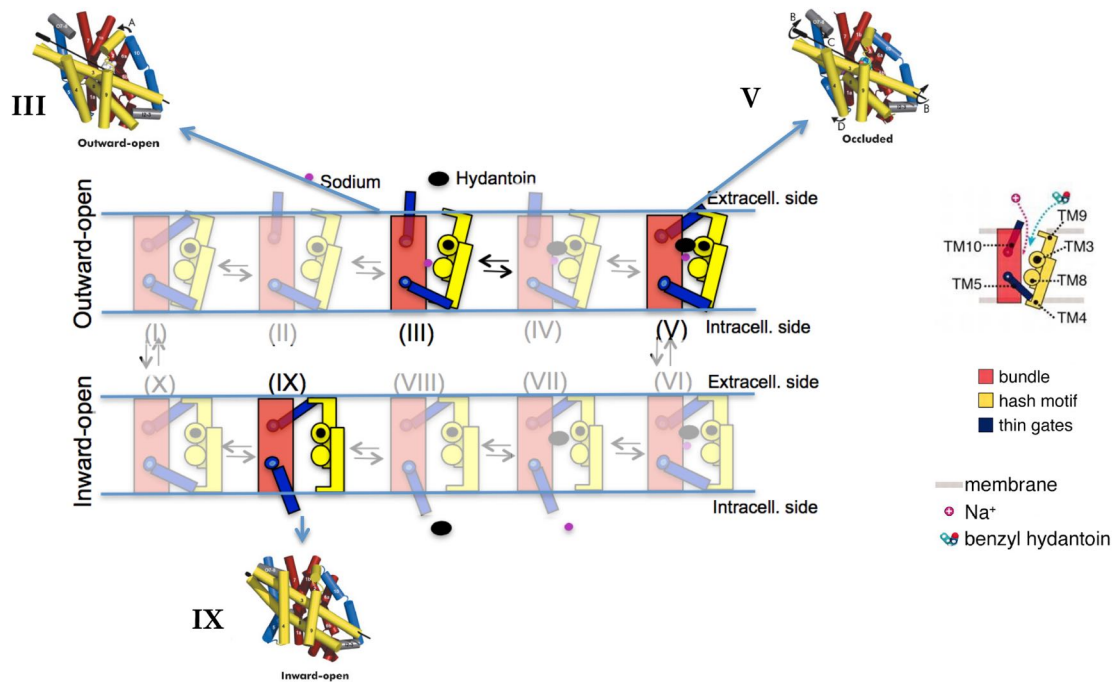 A
III
Outward-open
B
C
V
B
D
Occluded
Sodium
Hydantoin
Extracell. side
Outward-open
TM9
TM10
TM3
TM5
TM8
TM4
(I)
(II)
(III)
(IV)
(V)
Intracell. side
(X)
(IX)
(VIII)
(VII)
(VI)
Extracell. side
bundle
hash motif
thin gates
Inward-open
Intracell. side
membrane
Na⁺
benzyl hydantoin
IX
Inward-open